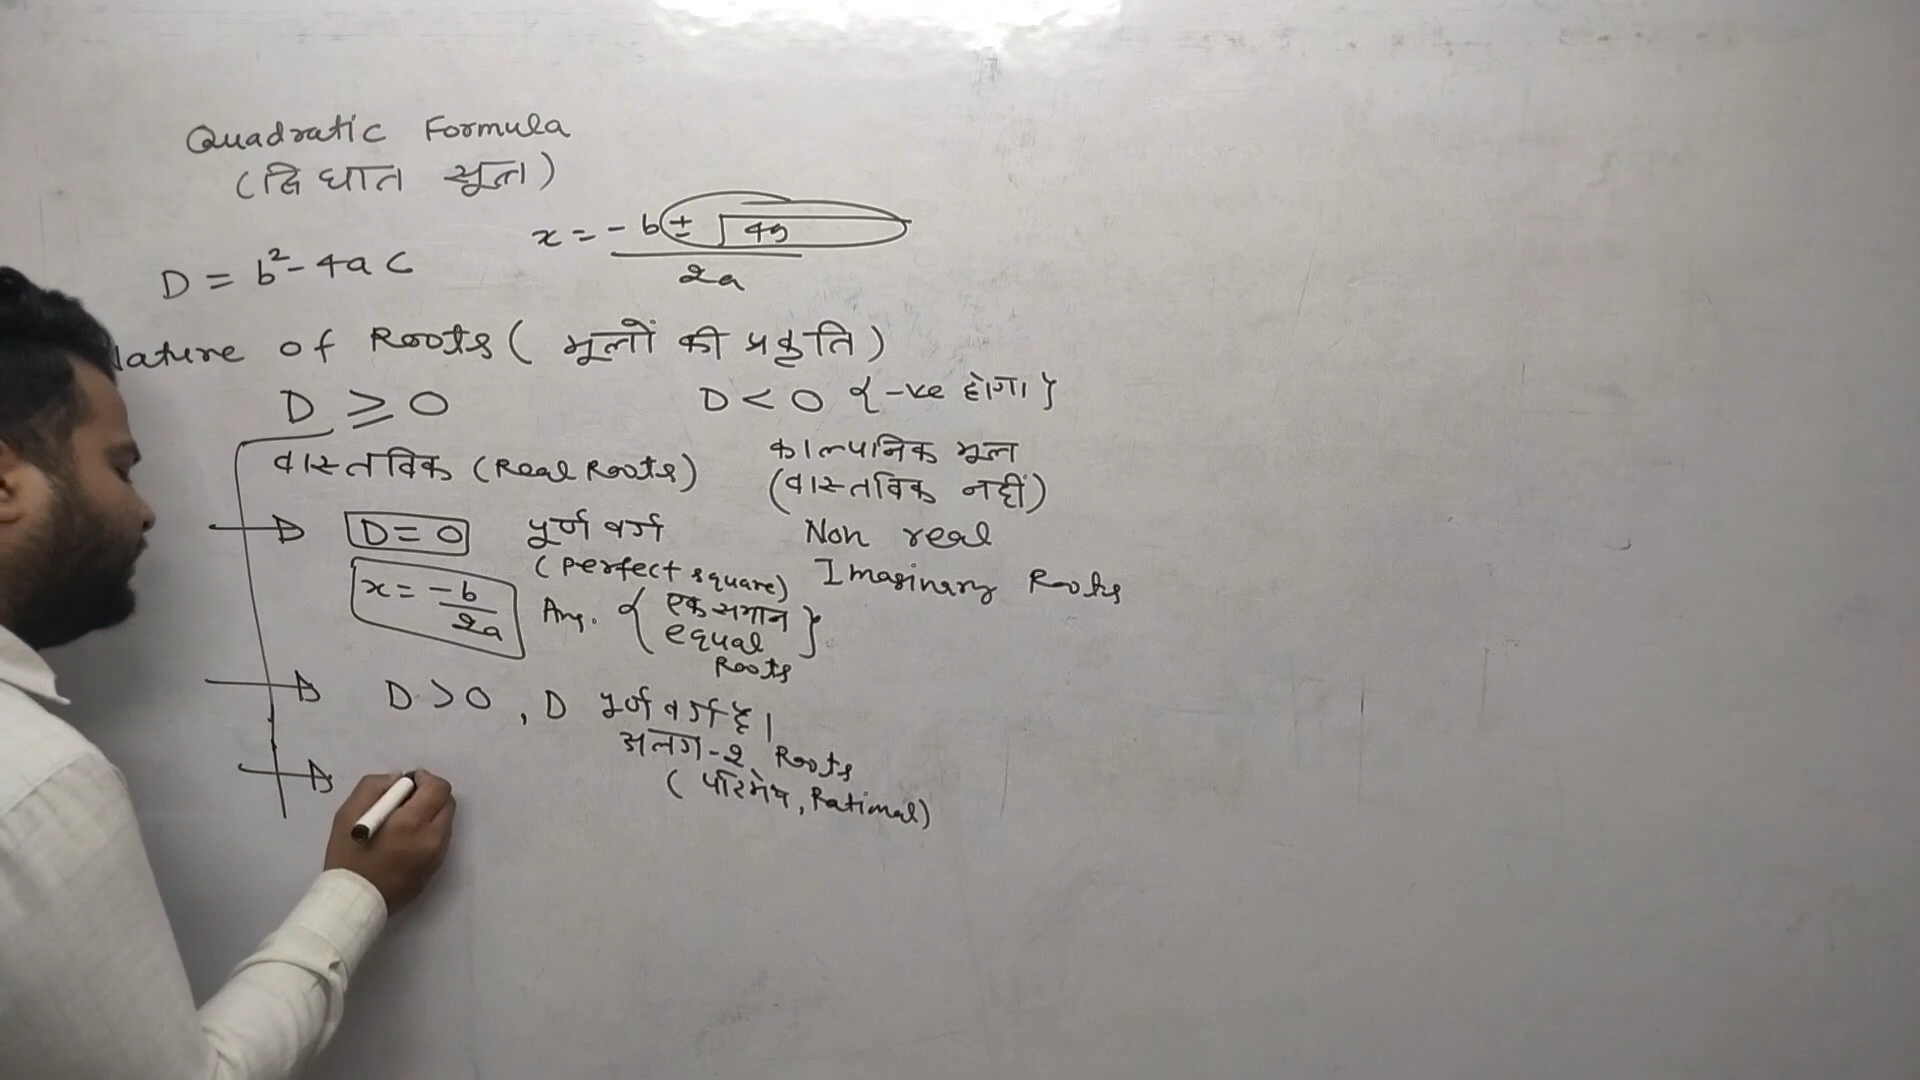 Quadratic Formula
(द्विघात सूत्र)
x = -b ± √49
2a
D = b² - 4ac
Nature of Roots ( मूलों की प्रकृति )
D ≥ 0
D < 0 {-ve होगा}
वास्तविक (Real Roots)
काल्पनिक मूल
(वास्तविक नहीं)
Non real
Imaginary Roots
D = 0 पूर्ण वर्ग
(perfect square)
x = -b/2a Ans. { एक समान
equal }
Roots
D > 0 , D पूर्ण वर्ग है।
अलग-2 Roots
( परिमेय, Rational)